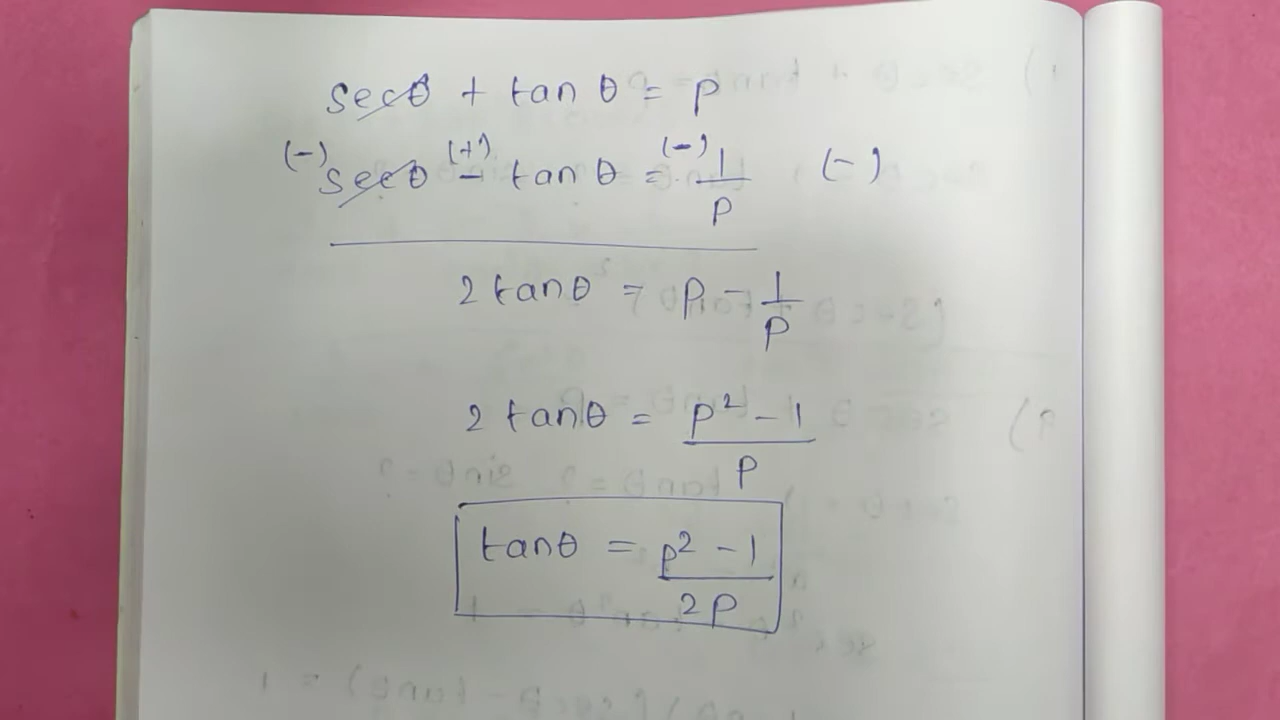 secθ + tan θ = p
(-) secθ (+) - tan θ = (-) 1/p (-)
2 tanθ = p - 1/p
2 tanθ = p² - 1 / p
tanθ = p² - 1 / 2p